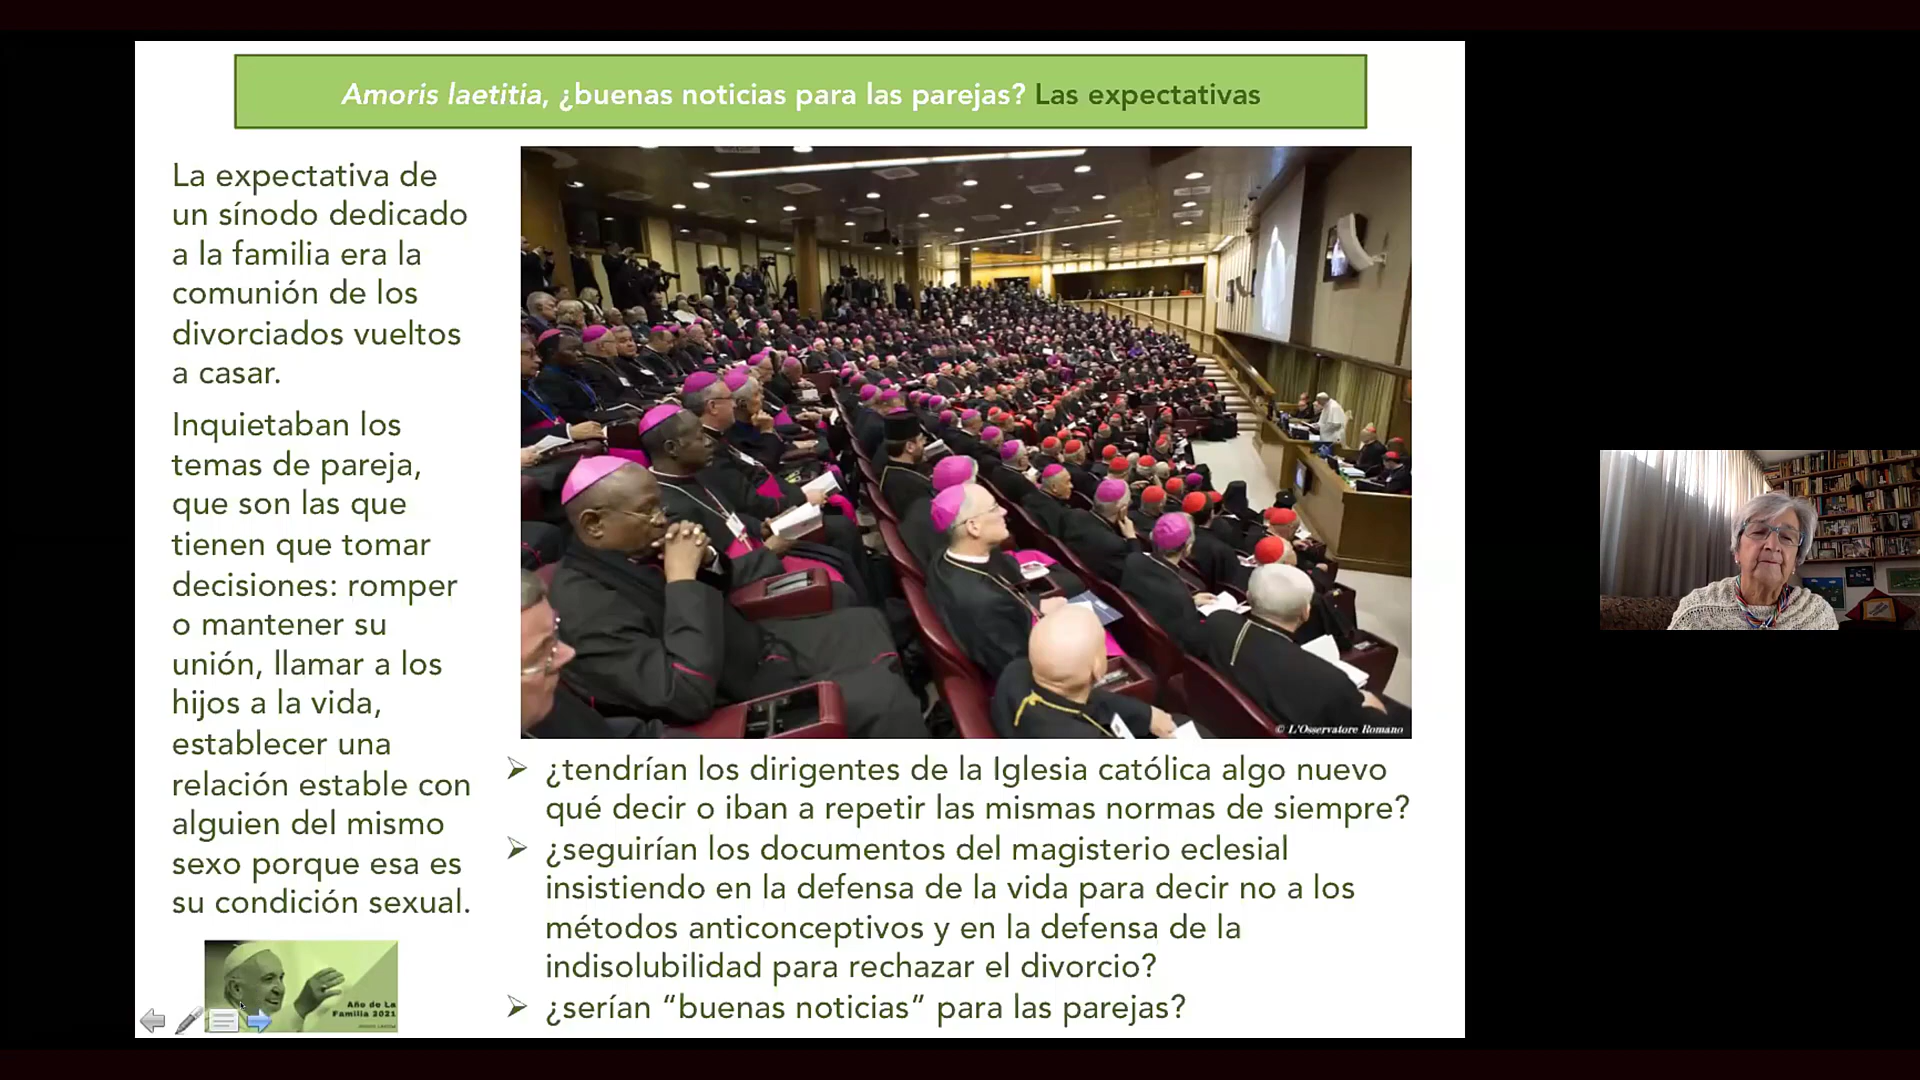 Amoris laetitia, ¿buenas noticias para las parejas? Las expectativas
La expectativa de
un sínodo dedicado
a la familia era la
comunión de los
divorciados vueltos
a casar.
Inquietaban los
temas de pareja,
que son las que
tienen que tomar
decisiones: romper
o mantener su
unión, llamar a los
hijos a la vida,
establecer una
relación estable con
alguien del mismo
sexo porque esa es
su condición sexual.
© L'Osservatore Romano
➢ ¿tendrían los dirigentes de la Iglesia católica algo nuevo
qué decir o iban a repetir las mismas normas de siempre?
➢ ¿seguirían los documentos del magisterio eclesial
insistiendo en la defensa de la vida para decir no a los
métodos anticonceptivos y en la defensa de la
indisolubilidad para rechazar el divorcio?
➢ ¿serían “buenas noticias” para las parejas?
Año de La
Familia 2021